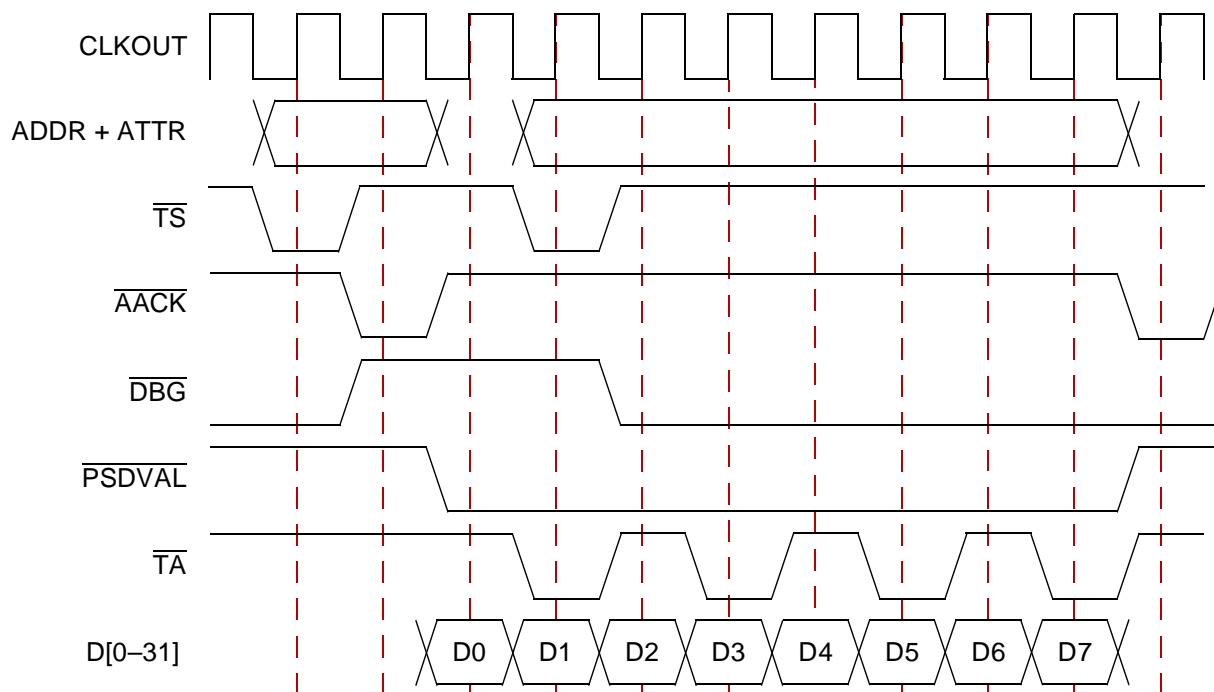 CLKOUT
ADDR + ATTR
TS
AACK
DBG
PSDVAL
TA
D[0–31]
D0 D1 D2 D3 D4 D5 D6 D7